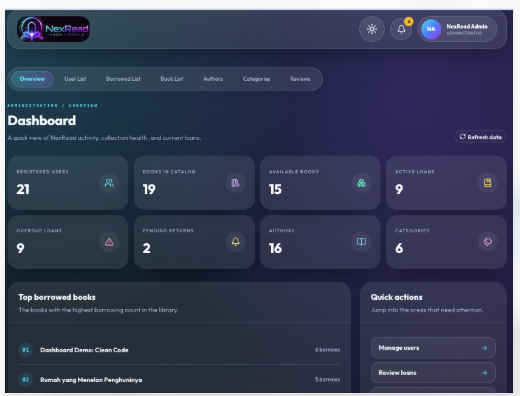 NexRead
2
NA
NexRead Admin
ADMINISTRATOR
Overview
User List
Borrowed List
Book List
Authors
Categories
Reviews
ADMINISTRATION / OVERVIEW
Dashboard
A quick view of NexRead activity, collection health, and current loans.
Refresh data
REGISTERED USERS
21
BOOKS IN CATALOG
19
AVAILABLE BOOKS
15
ACTIVE LOANS
9
OVERDUE LOANS
9
PENDING RETURNS
2
AUTHORS
16
CATEGORIES
6
Top borrowed books
The books with the highest borrowing count in the library.
#1 Dashboard Demo: Clean Code 6 borrows
#2 Rumah yang Menelan Penghuninya 5 borrows
Quick actions
Jump into the areas that need attention.
Manage users →
Review loans →